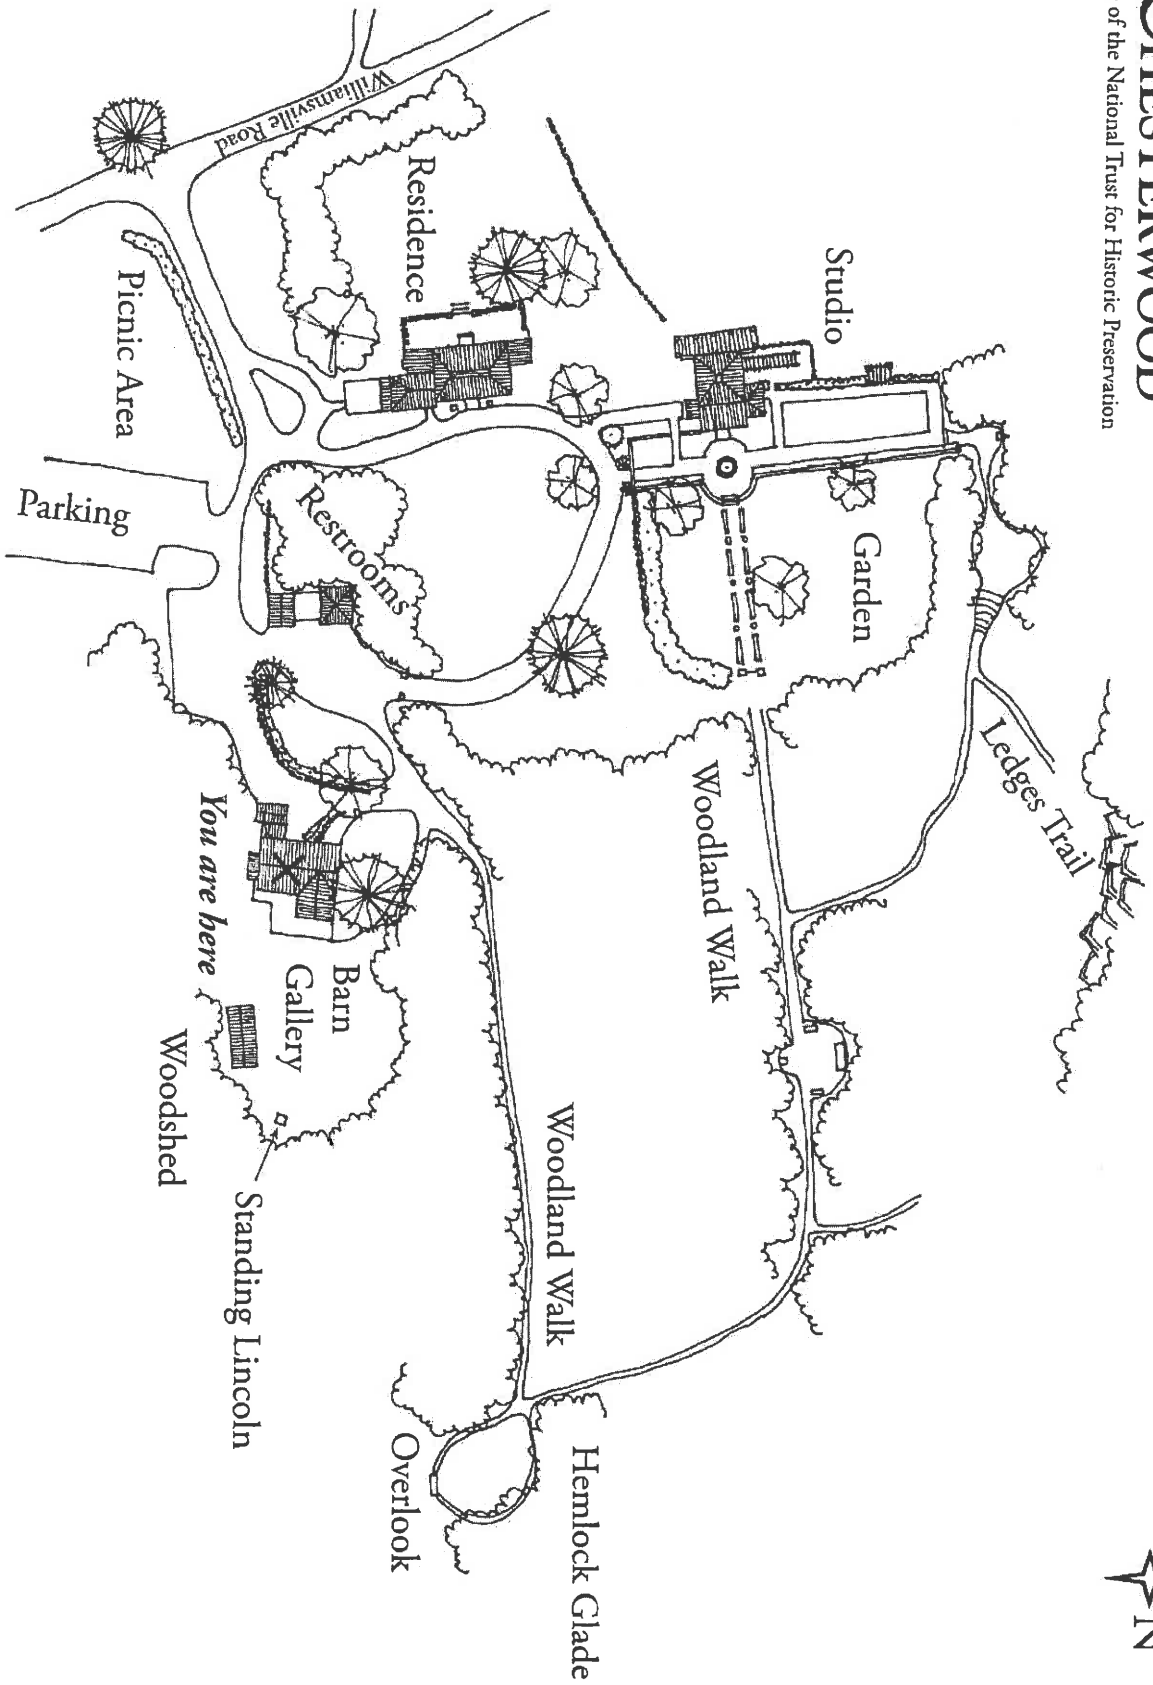 CHESTERWOOD
of the National Trust for Historic Preservation
N
Studio
Residence
Williamsville Road
Garden
Ledges Trail
Picnic Area
Parking
Restrooms
Woodland Walk
You are here
Barn
Gallery
Woodshed
Woodland Walk
Standing Lincoln
Overlook
Hemlock Glade